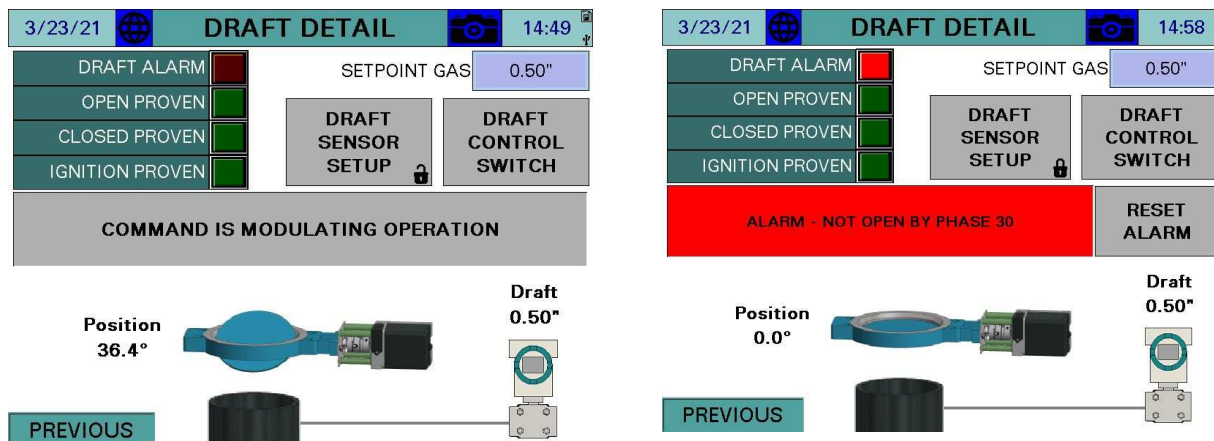 3/23/21 DRAFT DETAIL 14:49
DRAFT ALARM
OPEN PROVEN
CLOSED PROVEN
IGNITION PROVEN
SETPOINT GAS 0.50"
DRAFT
SENSOR
SETUP
DRAFT
CONTROL
SWITCH
COMMAND IS MODULATING OPERATION
Position
36.4°
Draft
0.50"
PREVIOUS
3/23/21 DRAFT DETAIL 14:58
DRAFT ALARM
OPEN PROVEN
CLOSED PROVEN
IGNITION PROVEN
SETPOINT GAS 0.50"
DRAFT
SENSOR
SETUP
DRAFT
CONTROL
SWITCH
ALARM - NOT OPEN BY PHASE 30
RESET
ALARM
Position
0.0°
Draft
0.50"
PREVIOUS